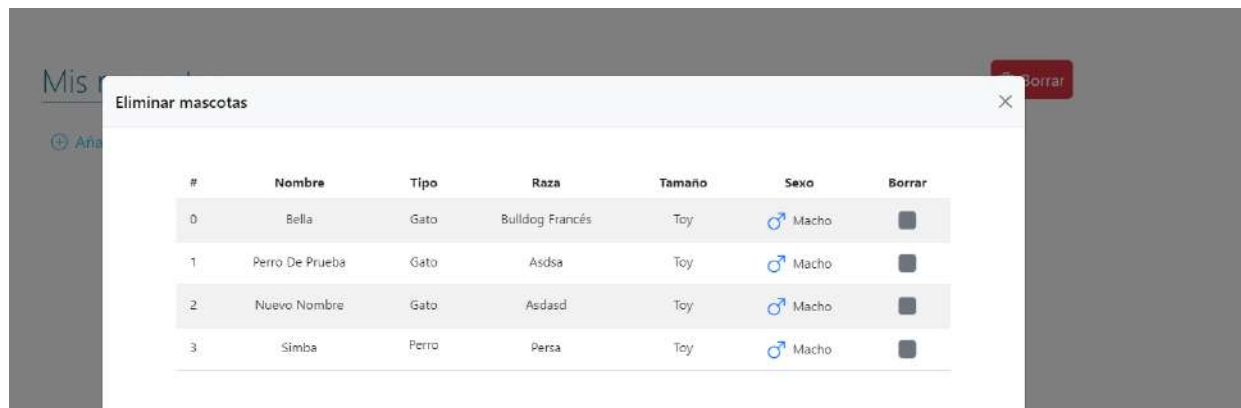 Mis
Borrar
Eliminar mascotas
Aña
# Nombre Tipo Raza Tamaño Sexo Borrar
0 Bella Gato Bulldog Francés Toy Macho
1 Perro De Prueba Gato Asdsa Toy Macho
2 Nuevo Nombre Gato Asdasd Toy Macho
3 Simba Perro Persa Toy Macho